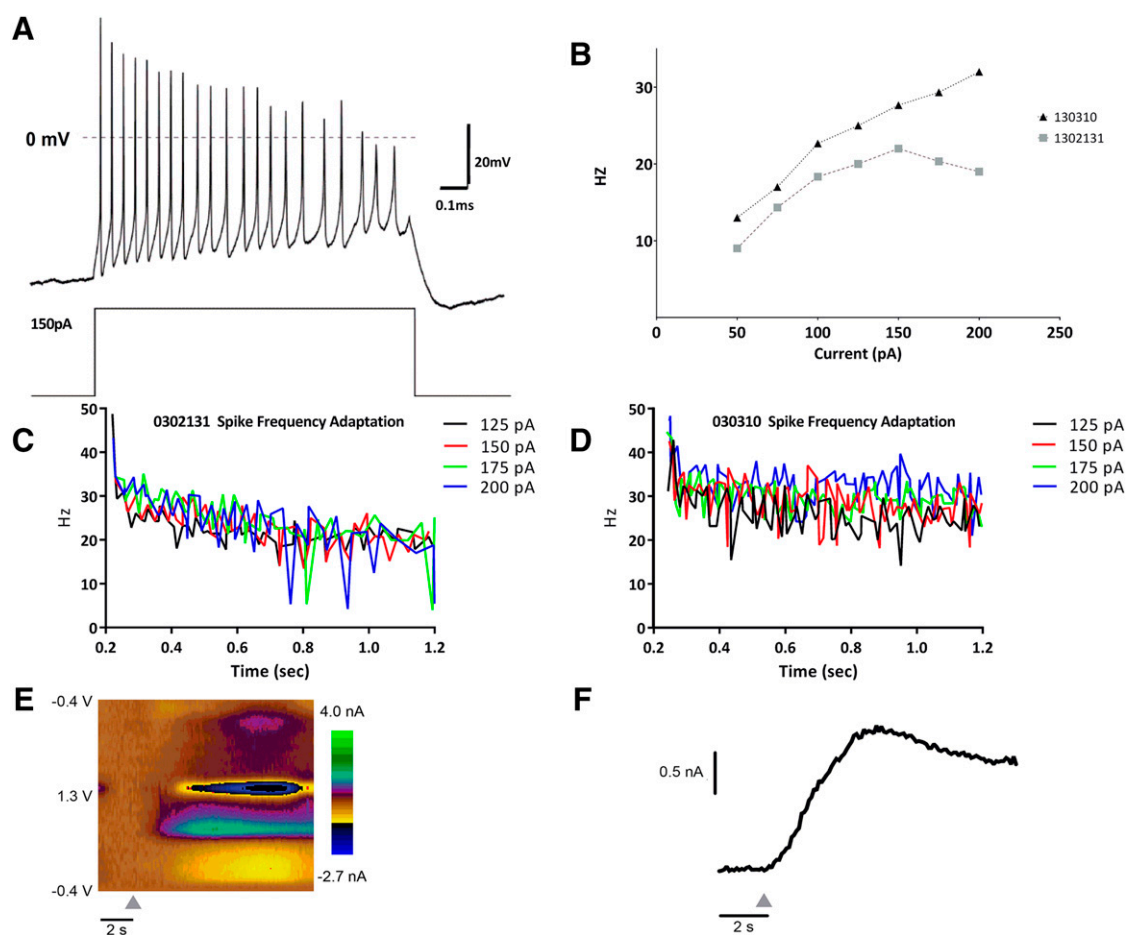 A
0 mV
20mV
0.1ms
150pA
B
30
20
10
HZ
0 50 100 150 200 250
Current (pA)
130310
1302131
C
0302131 Spike Frequency Adaptation
50
40
30
20
10
0
Hz
0.2 0.4 0.6 0.8 1.0 1.2
Time (sec)
125 pA
150 pA
175 pA
200 pA
D
030310 Spike Frequency Adaptation
50
40
30
20
10
0
Hz
0.2 0.4 0.6 0.8 1.0 1.2
Time (sec)
125 pA
150 pA
175 pA
200 pA
E
-0.4 V
1.3 V
-0.4 V
4.0 nA
-2.7 nA
2 s
F
0.5 nA
2 s